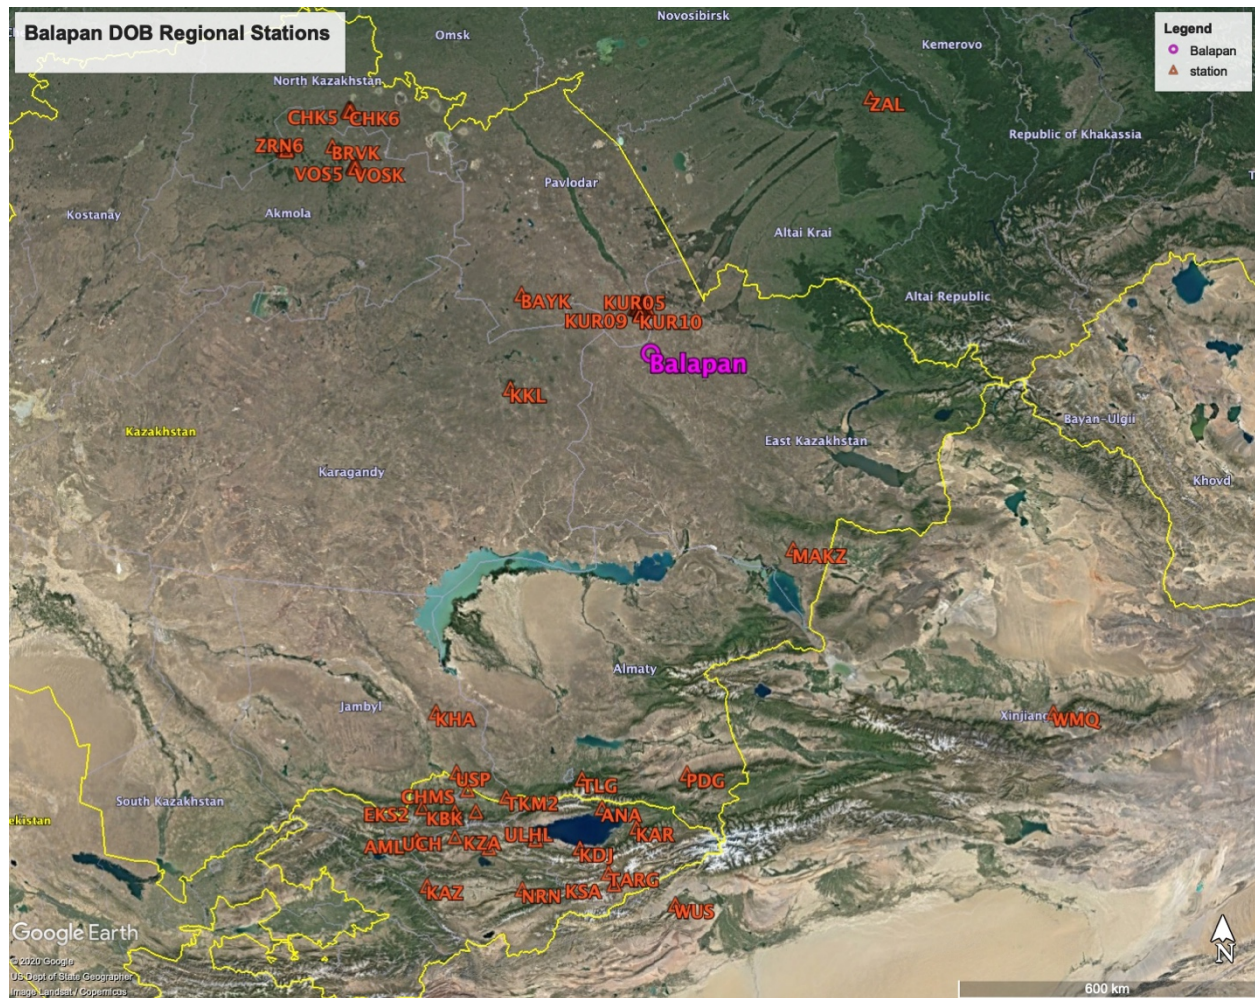 Balapan DOB Regional Stations
Legend
Balapan
station
Novosibirsk
Omsk
Kemerovo
North Kazakhstan
ZAL
CHK5 CHK6
Republic of Khakassia
ZRN6 BRVK
VOS5 VOSK
Pavlodar
Kostanay
Akmola
Altai Krai
BAYK
KUR05
Altai Republic
KUR09 KUR10
Balapan
KKL
Bayan-Ulgii
Kazakhstan
East Kazakhstan
Karagandy
Khovd
MAKZ
Almaty
Jambyl
KHA
Xinjiang
WMQ
USP
TLG
PDG
South Kazakhstan
CHMS
TKM2
EKS2
KBK
ANA
ekistan
AML
UCH
KZA
ULHL
KAR
KDJ
KAZ
NRN
KSA
TARG
WUS
Google Earth
© 2020 Google
US Dept of State Geographer
Image Landsat / Copernicus
N
600 km